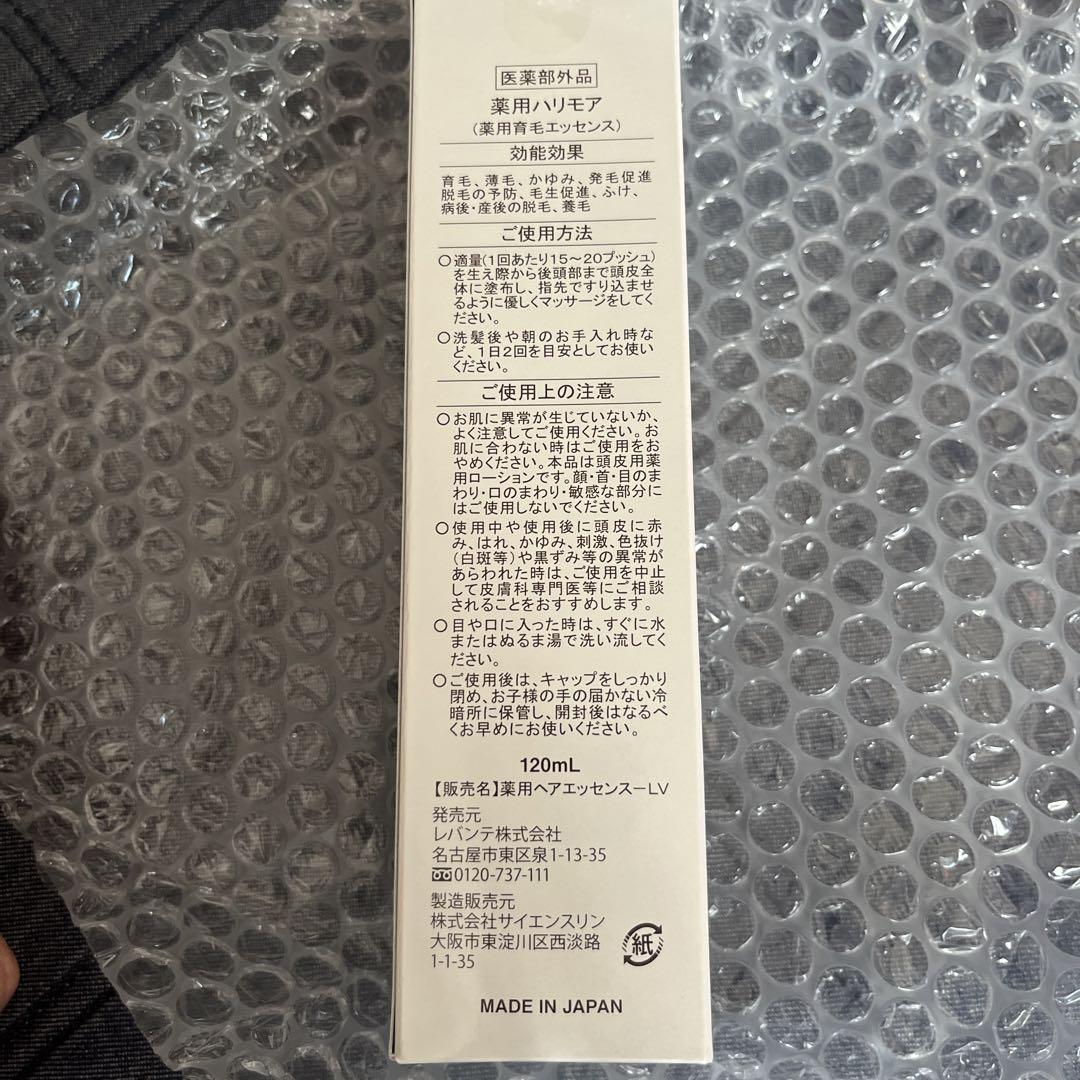 医薬部外品
薬用ハリモア
(薬用育毛エッセンス)
効能効果
育毛、薄毛、かゆみ、発毛促進
脱毛の予防、毛生促進、ふけ、
病後・産後の脱毛、養毛
ご使用方法
○適量(1回あたり15〜20プッシュ)
を生え際から後頭部まで頭皮全
体に塗布し、指先ですり込ませ
るように優しくマッサージをしてく
ださい。
○洗髪後や朝のお手入れ時な
ど、1日2回を目安としてお使い
ください。
ご使用上の注意
○お肌に異常が生じていないか、
よく注意してご使用ください。お
肌に合わない時はご使用をお
やめください。本品は頭皮用薬
用ローションです。顔・首・目のま
わり・口のまわり・敏感な部分に
はご使用しないでください。
○使用中や使用後に頭皮に赤
み、はれ、かゆみ、刺激、色抜け
(白斑等)や黒ずみ等の異常が
あらわれた時は、ご使用を中止
して皮膚科専門医等にご相談
されることをおすすめします。
○目や口に入った時は、すぐに水
またはぬるま湯で洗い流してく
ださい。
○ご使用後は、キャップをしっかり
閉め、お子様の手の届かない冷
暗所に保管し、開封後はなるべ
くお早めにお使いください。
120mL
【販売名】薬用ヘアエッセンスーLV
発売元
レバンテ株式会社
名古屋市東区泉1-13-35
0120-737-111
製造販売元
株式会社サイエンスリン
大阪市東淀川区西淡路
1-1-35
紙
MADE IN JAPAN